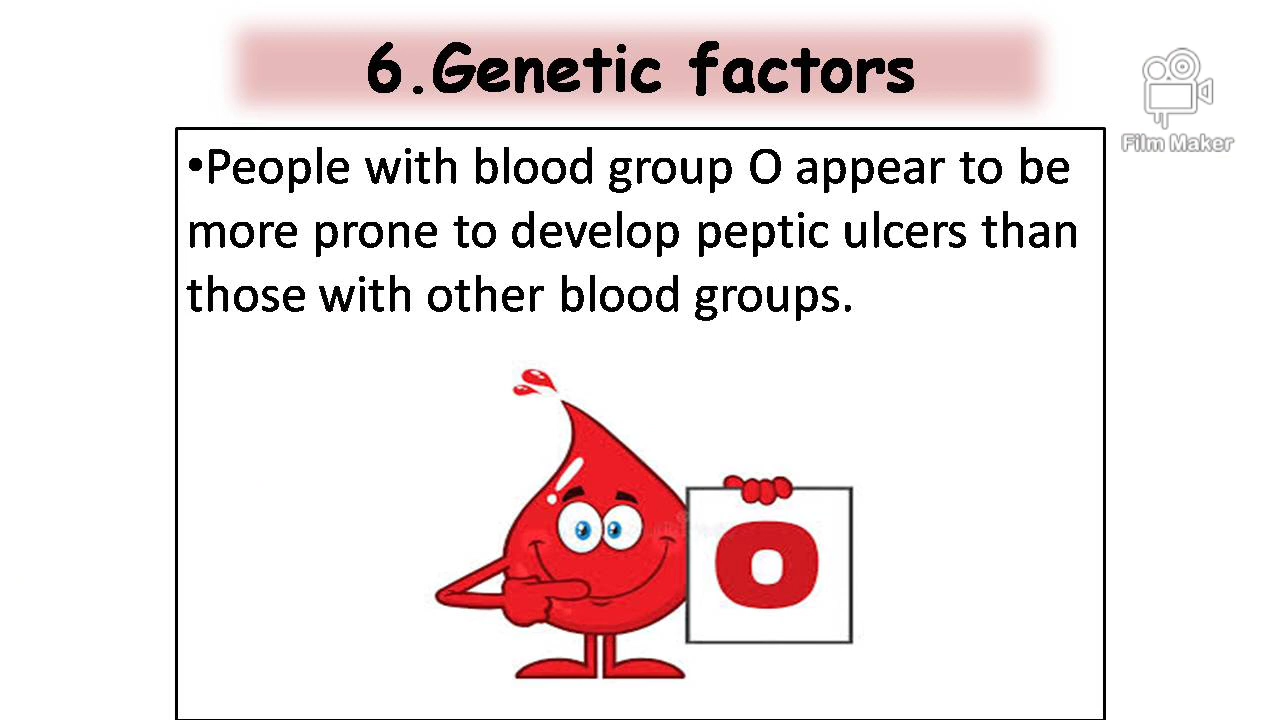 6.Genetic factors
Film Maker
•People with blood group O appear to be
more prone to develop peptic ulcers than
those with other blood groups.
O